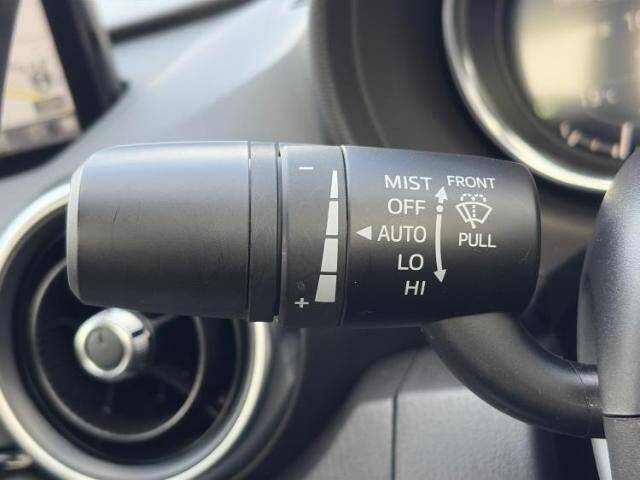 −
+
MIST
OFF
AUTO
LO
HI
FRONT
PULL